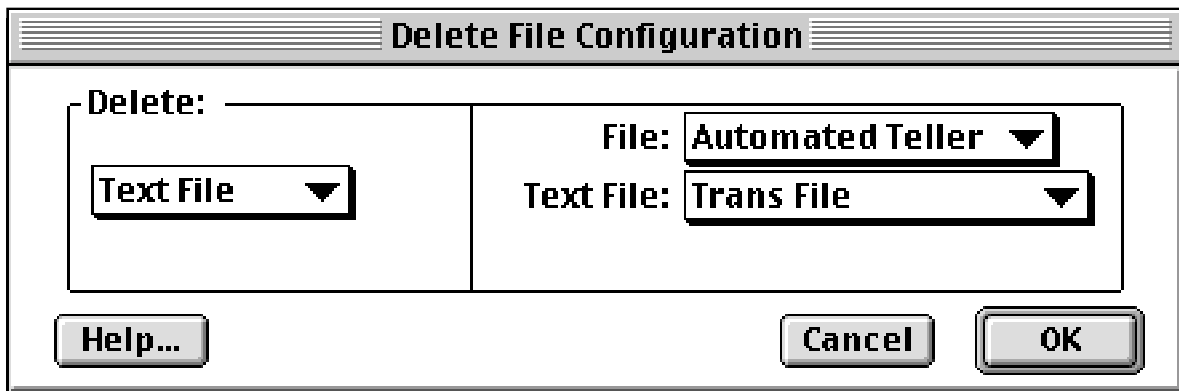 Delete File Configuration
Delete:
Text File
File: Automated Teller
Text File: Trans File
Help...
Cancel
OK